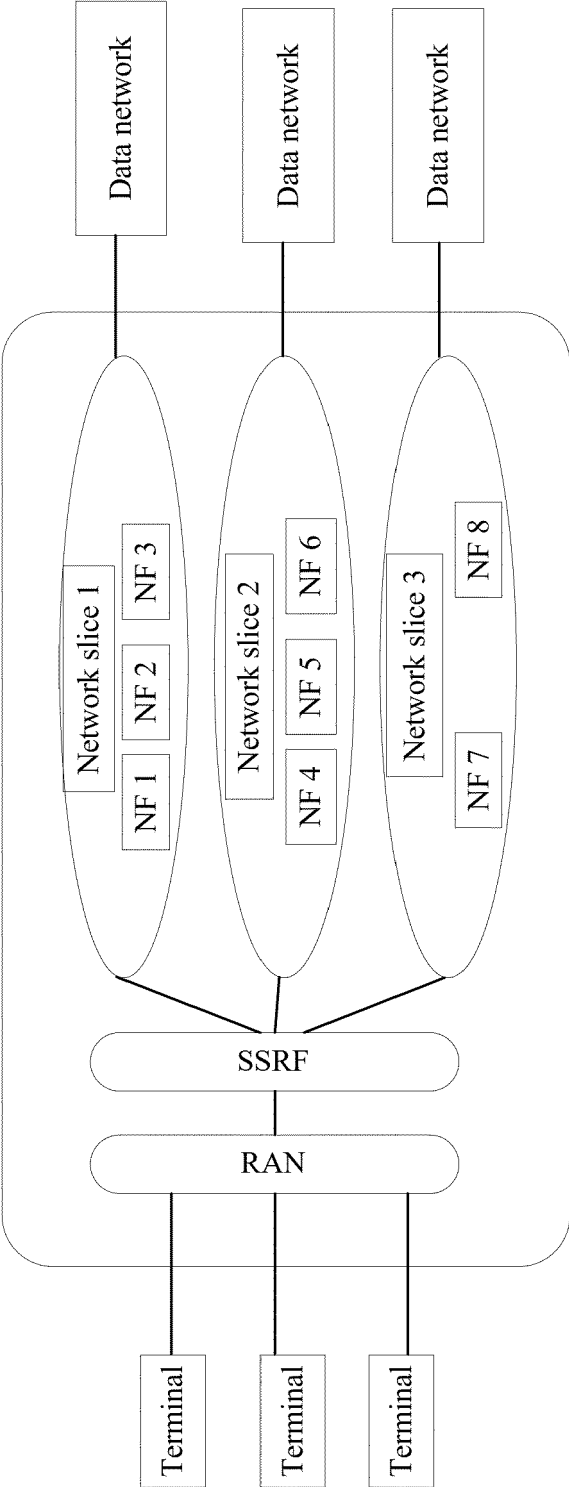 Data network
Data network
Data network
Network slice 1
NF 1
NF 2
NF 3
Network slice 2
NF 4
NF 5
NF 6
Network slice 3
NF 7
NF 8
SSRF
RAN
Terminal
Terminal
Terminal